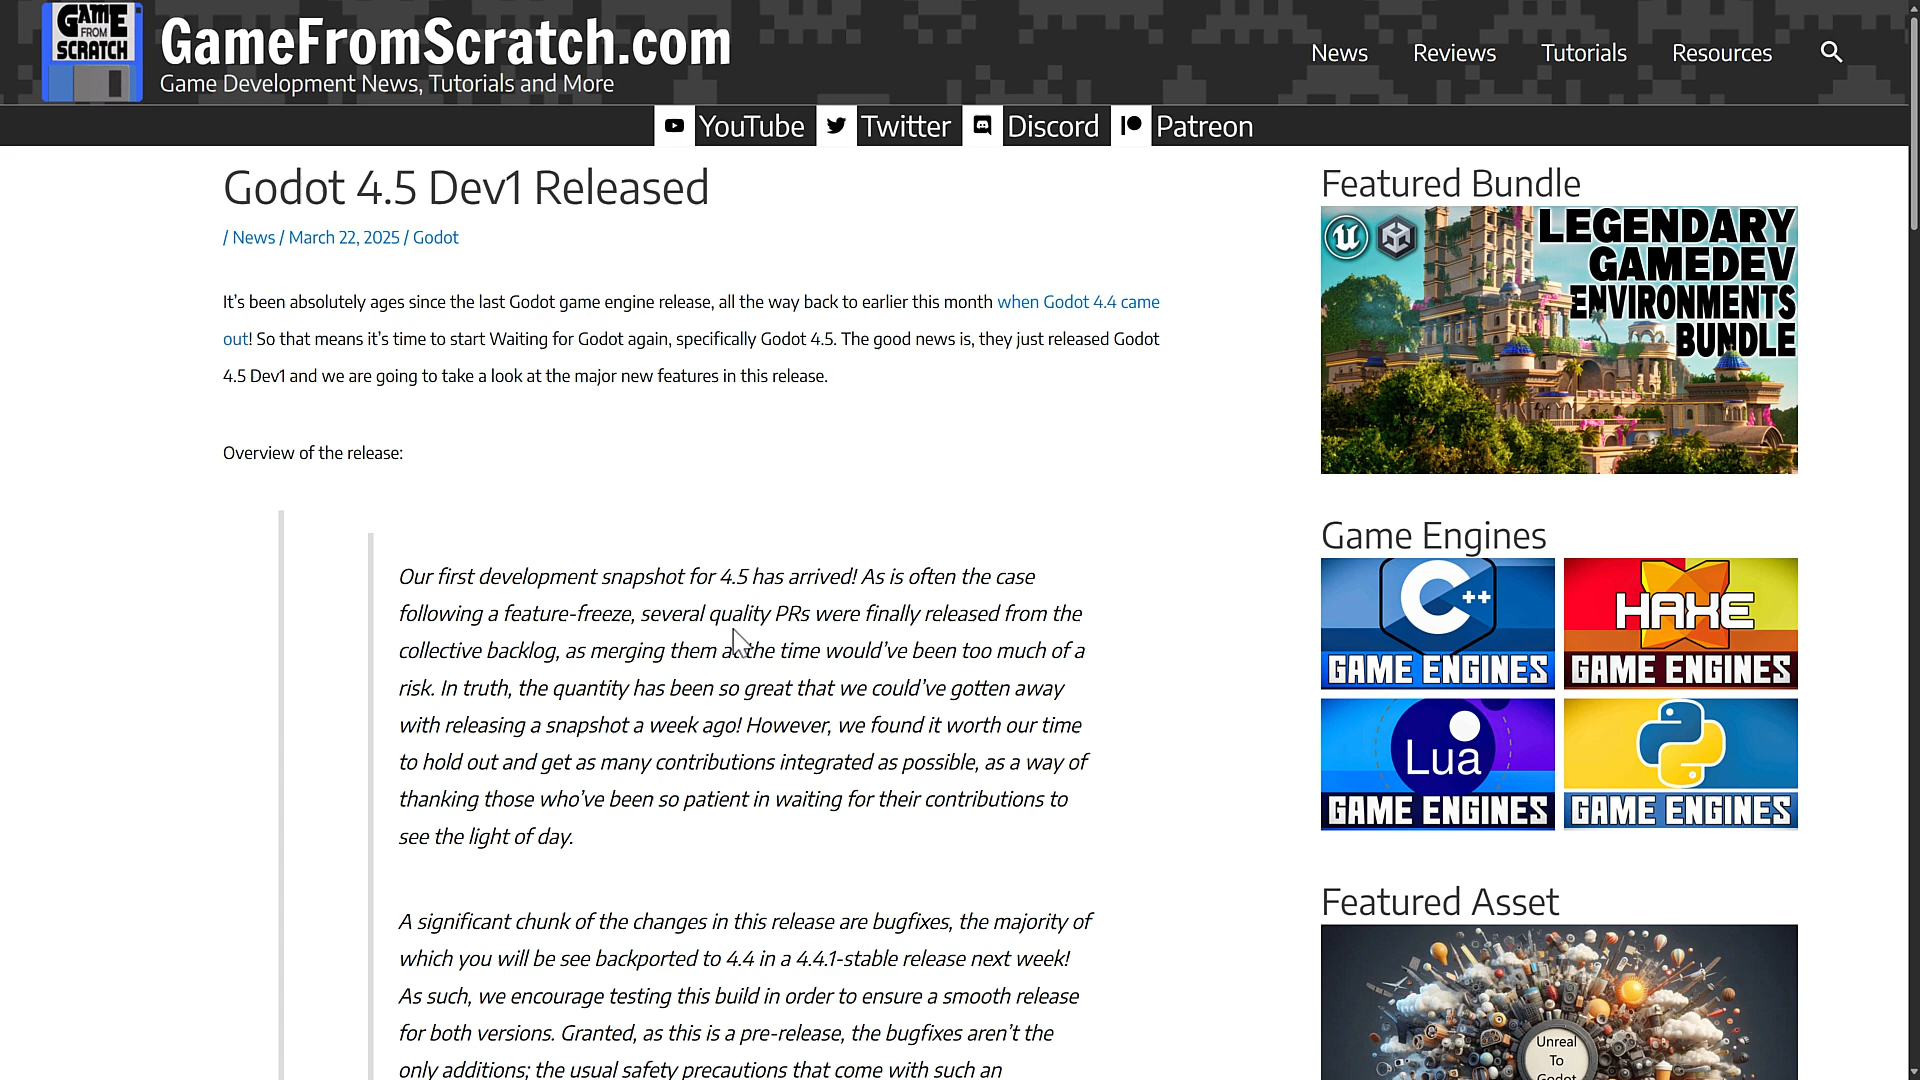 GAME
FROM
SCRATCH
GameFromScratch.com
Game Development News, Tutorials and More
News
Reviews
Tutorials
Resources
YouTube
Twitter
Discord
Patreon
Godot 4.5 Dev1 Released
/ News / March 22, 2025 / Godot
It's been absolutely ages since the last Godot game engine release, all the way back to earlier this month when Godot 4.4 came
out! So that means it's time to start Waiting for Godot again, specifically Godot 4.5. The good news is, they just released Godot
4.5 Dev1 and we are going to take a look at the major new features in this release.
Overview of the release:
Our first development snapshot for 4.5 has arrived! As is often the case
following a feature-freeze, several quality PRs were finally released from the
collective backlog, as merging them at the time would've been too much of a
risk. In truth, the quantity has been so great that we could've gotten away
with releasing a snapshot a week ago! However, we found it worth our time
to hold out and get as many contributions integrated as possible, as a way of
thanking those who've been so patient in waiting for their contributions to
see the light of day.
A significant chunk of the changes in this release are bugfixes, the majority of
which you will be see backported to 4.4 in a 4.4.1-stable release next week!
As such, we encourage testing this build in order to ensure a smooth release
for both versions. Granted, as this is a pre-release, the bugfixes aren't the
only additions; the usual safety precautions that come with such an
Featured Bundle
LEGENDARY
GAMEDEV
ENVIRONMENTS
BUNDLE
Game Engines
C++
GAME ENGINES
HAXE
GAME ENGINES
Lua
GAME ENGINES
GAME ENGINES
Featured Asset
Unreal
To
Godot